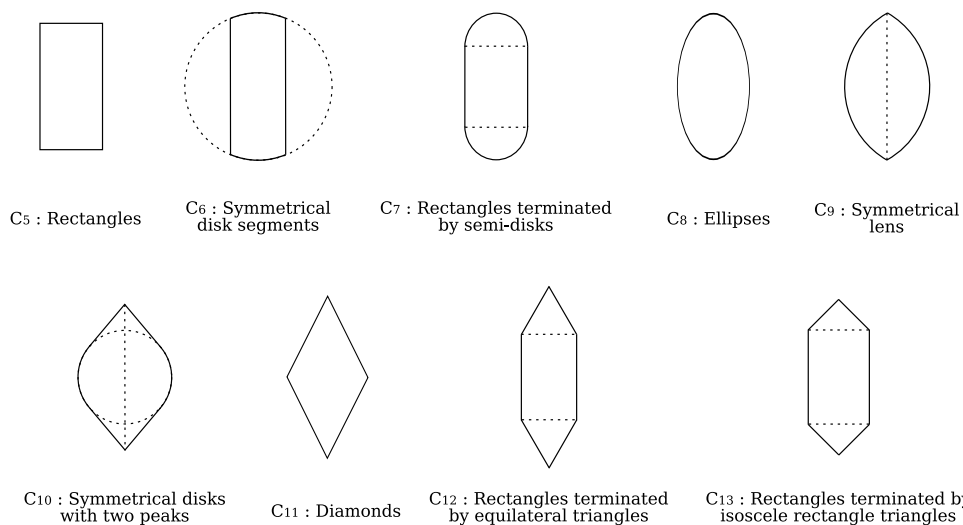 C5 : Rectangles
C6 : Symmetrical
disk segments
C7 : Rectangles terminated
by semi-disks
C8 : Ellipses
C9 : Symmetrical
lens
C10 : Symmetrical disks
with two peaks
C11 : Diamonds
C12 : Rectangles terminated
by equilateral triangles
C13 : Rectangles terminated by
isoscele rectangle triangles